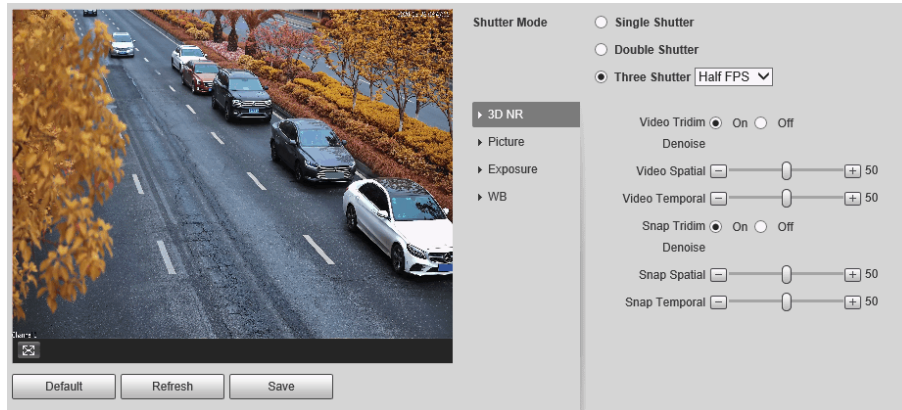 Shutter Mode
Single Shutter
Double Shutter
Three Shutter Half FPS
3D NR
Picture
Exposure
WB
Video Tridim On Off
Denoise
Video Spatial 50
Video Temporal 50
Snap Tridim On Off
Denoise
Snap Spatial 50
Snap Temporal 50
Default Refresh Save